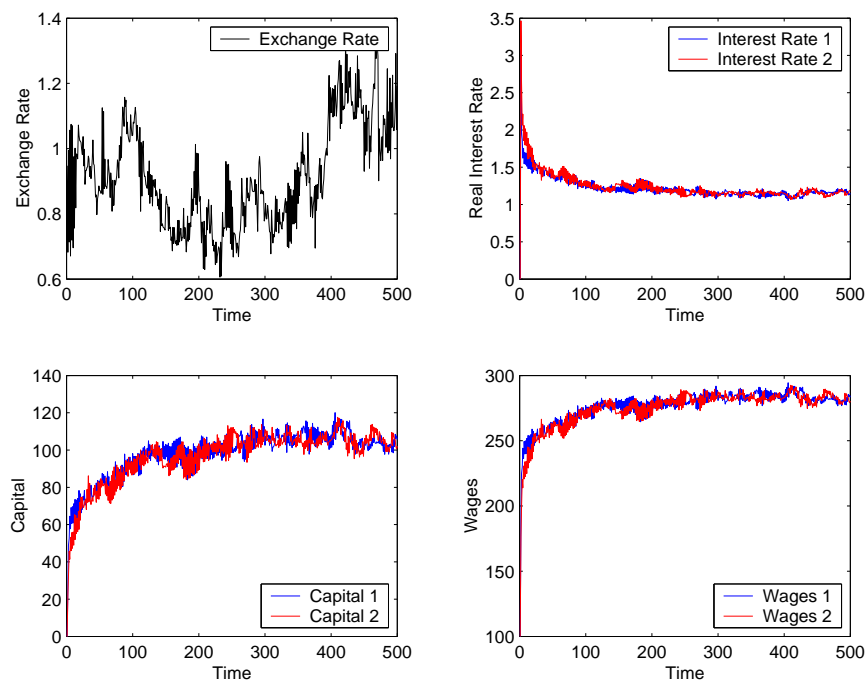 1.4
1.2
1
0.8
0.6
Exchange Rate
Exchange Rate
0 100 200 300 400 500
Time
3.5
3
2.5
2
1.5
1
0.5
0
Real Interest Rate
Interest Rate 1
Interest Rate 2
0 100 200 300 400 500
Time
140
120
100
80
60
40
20
0
Capital
Capital 1
Capital 2
0 100 200 300 400 500
Time
300
250
200
150
100
Wages
Wages 1
Wages 2
0 100 200 300 400 500
Time